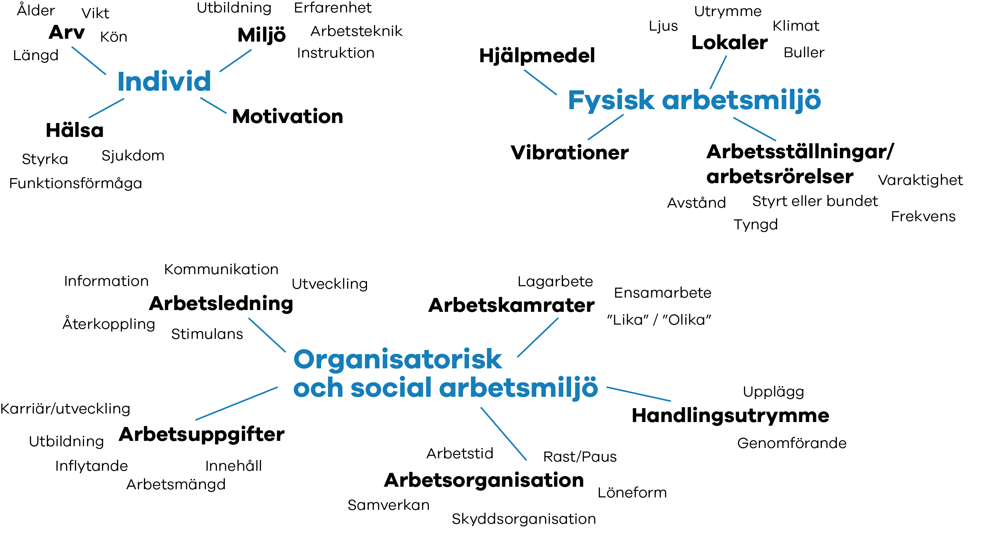 Ålder
Vikt
Arv
Kön
Längd
Utbildning
Erfarenhet
Miljö
Arbetsteknik
Instruktion
Individ
Hälsa
Styrka
Sjukdom
Funktionsförmåga
Motivation
Utrymme
Ljus
Klimat
Lokaler
Buller
Hjälpmedel
Fysisk arbetsmiljö
Vibrationer
Arbetsställningar/
arbetsrörelser
Varaktighet
Avstånd
Styrt eller bundet
Frekvens
Tyngd
Kommunikation
Information
Utveckling
Arbetsledning
Återkoppling
Stimulans
Lagarbete
Ensamarbete
Arbetskamrater
”Lika” / ”Olika”
Organisatorisk
och social arbetsmiljö
Karriär/utveckling
Arbetsuppgifter
Utbildning
Inflytande
Innehåll
Arbetsmängd
Upplägg
Handlingsutrymme
Genomförande
Arbetstid
Rast/Paus
Arbetsorganisation
Löneform
Samverkan
Skyddsorganisation